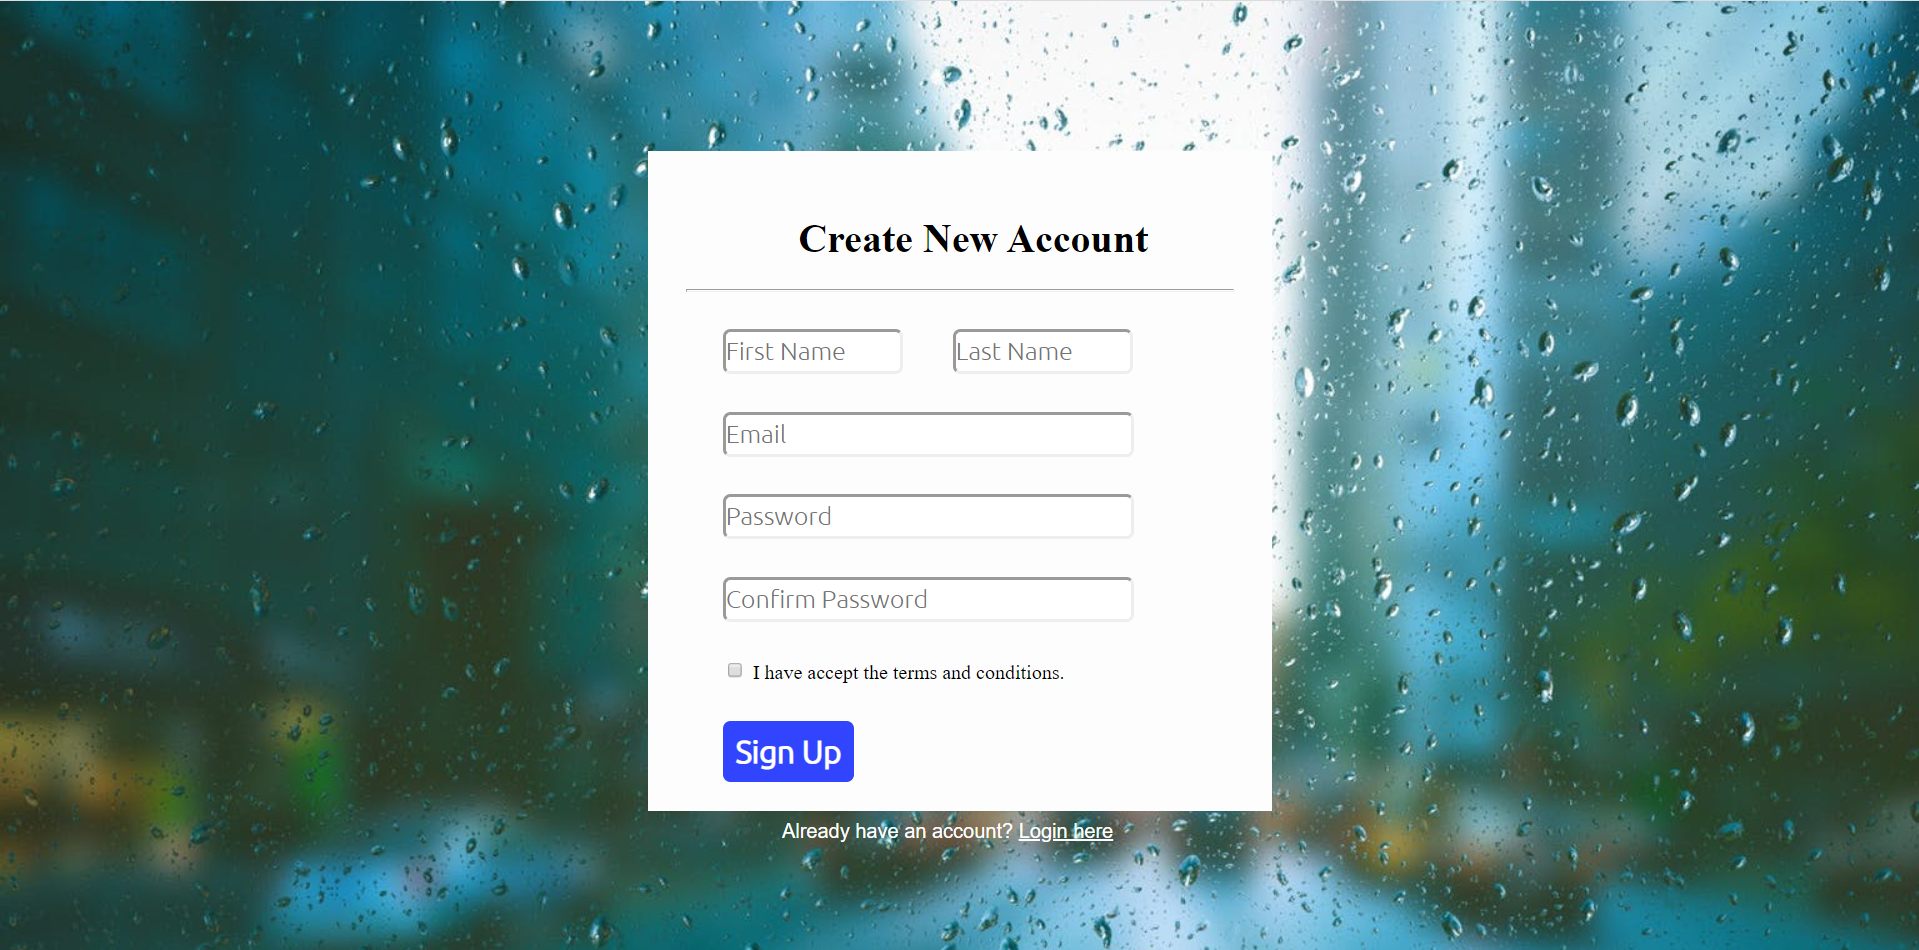 Create New Account
First Name Last Name
Email
Password
Confirm Password
I have accept the terms and conditions.
Sign Up
Already have an account? Login here